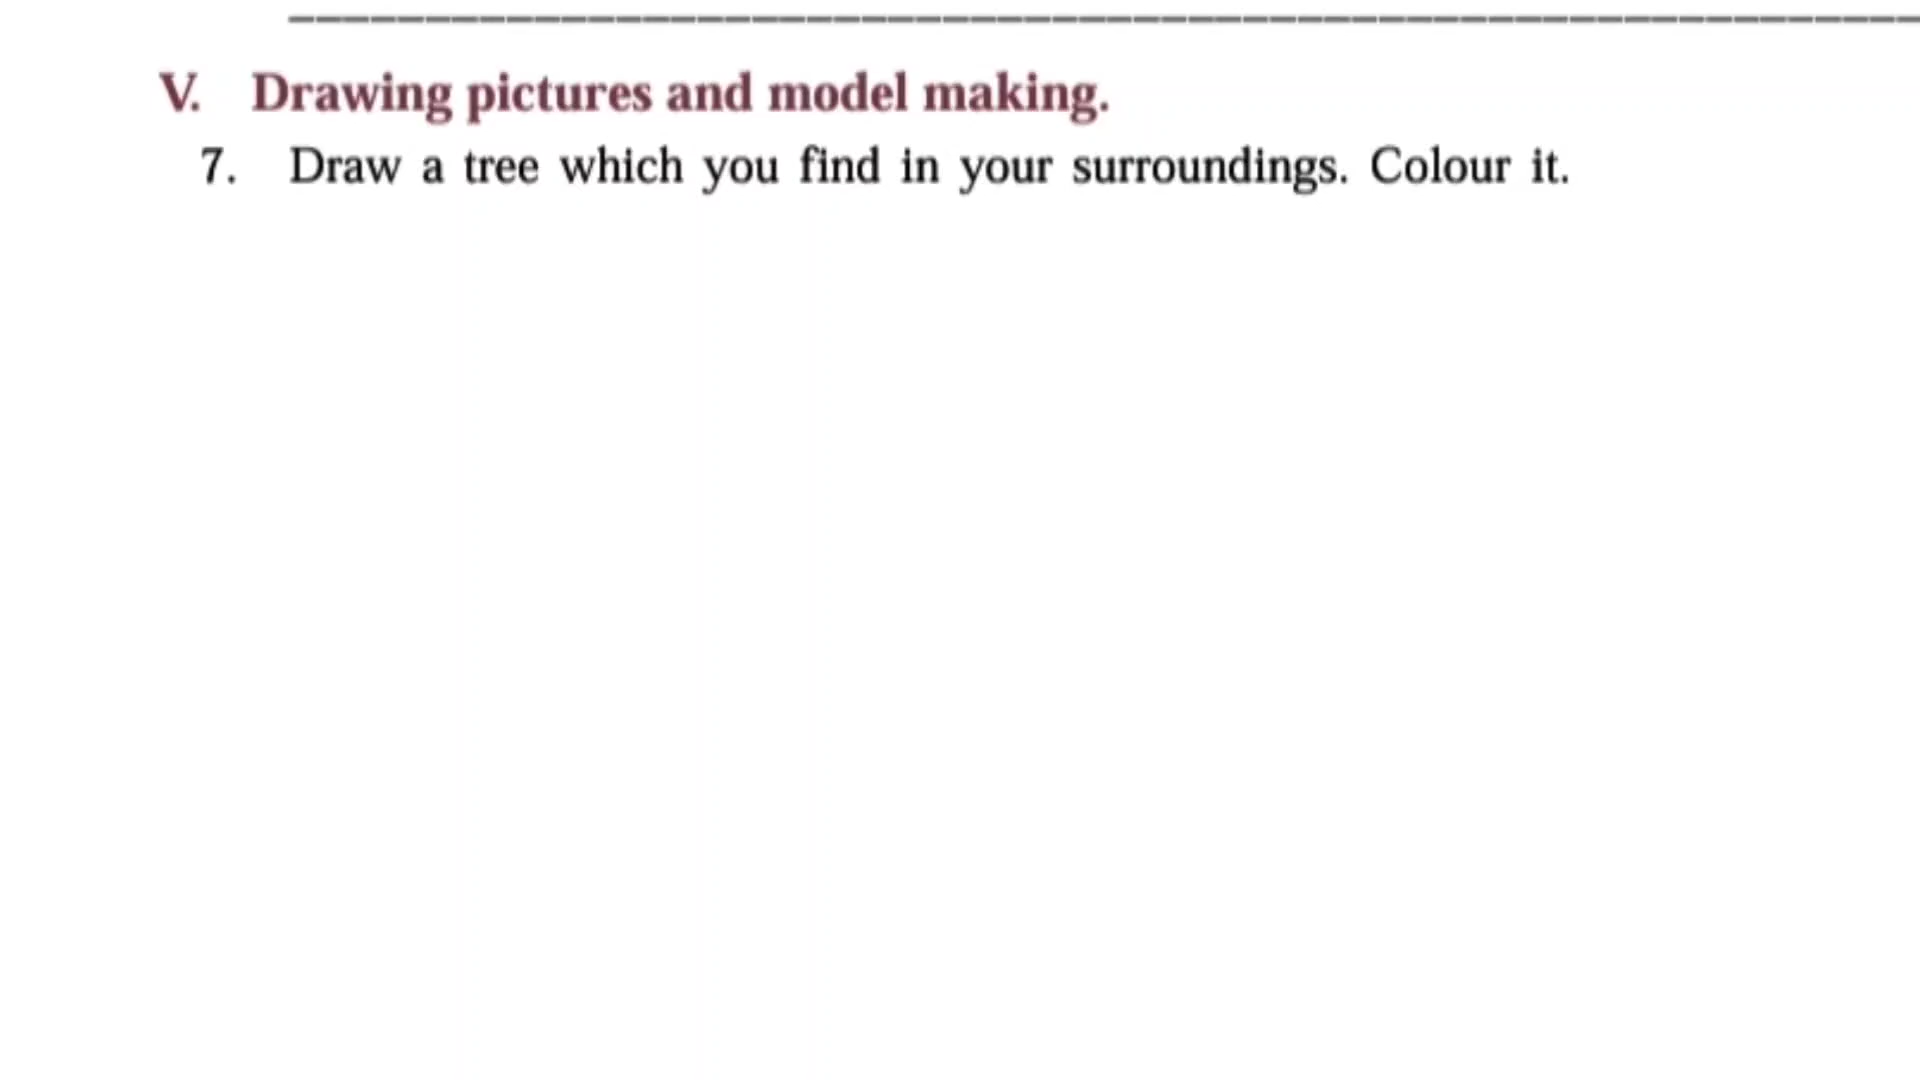 V. Drawing pictures and model making.
7. Draw a tree which you find in your surroundings. Colour it.